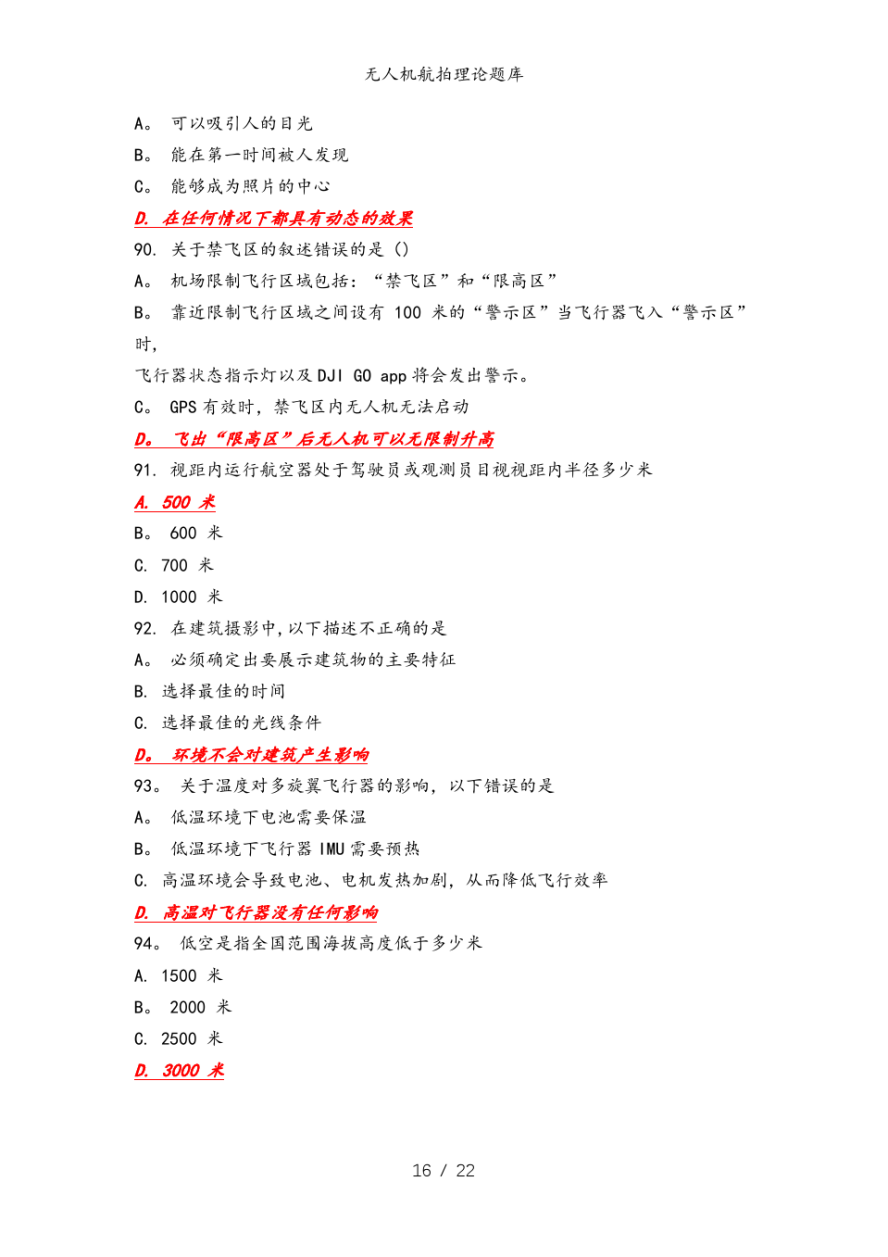 无人机航拍理论题库
A。 可以吸引人的目光
B。 能在第一时间被人发现
C。 能够成为照片的中心
D. 在任何情况下都具有动态的效果
90. 关于禁飞区的叙述错误的是()
A。 机场限制飞行区域包括：“禁飞区”和“限高区”
B。 靠近限制飞行区域之间设有 100 米的“警示区”当飞行器飞入“警示区”
时，
飞行器状态指示灯以及 DJI GO app 将会发出警示。
C。 GPS 有效时，禁飞区内无人机无法启动
D。 飞出“限高区”后无人机可以无限制升高
91. 视距内运行航空器处于驾驶员或观测员目视视距内半径多少米
A. 500 米
B。 600 米
C. 700 米
D. 1000 米
92. 在建筑摄影中,以下描述不正确的是
A。 必须确定出要展示建筑物的主要特征
B. 选择最佳的时间
C. 选择最佳的光线条件
D。 环境不会对建筑产生影响
93。 关于温度对多旋翼飞行器的影响，以下错误的是
A。 低温环境下电池需要保温
B。 低温环境下飞行器 IMU 需要预热
C. 高温环境会导致电池、电机发热加剧，从而降低飞行效率
D. 高温对飞行器没有任何影响
94。 低空是指全国范围海拔高度低于多少米
A. 1500 米
B。 2000 米
C. 2500 米
D. 3000 米
16 / 22